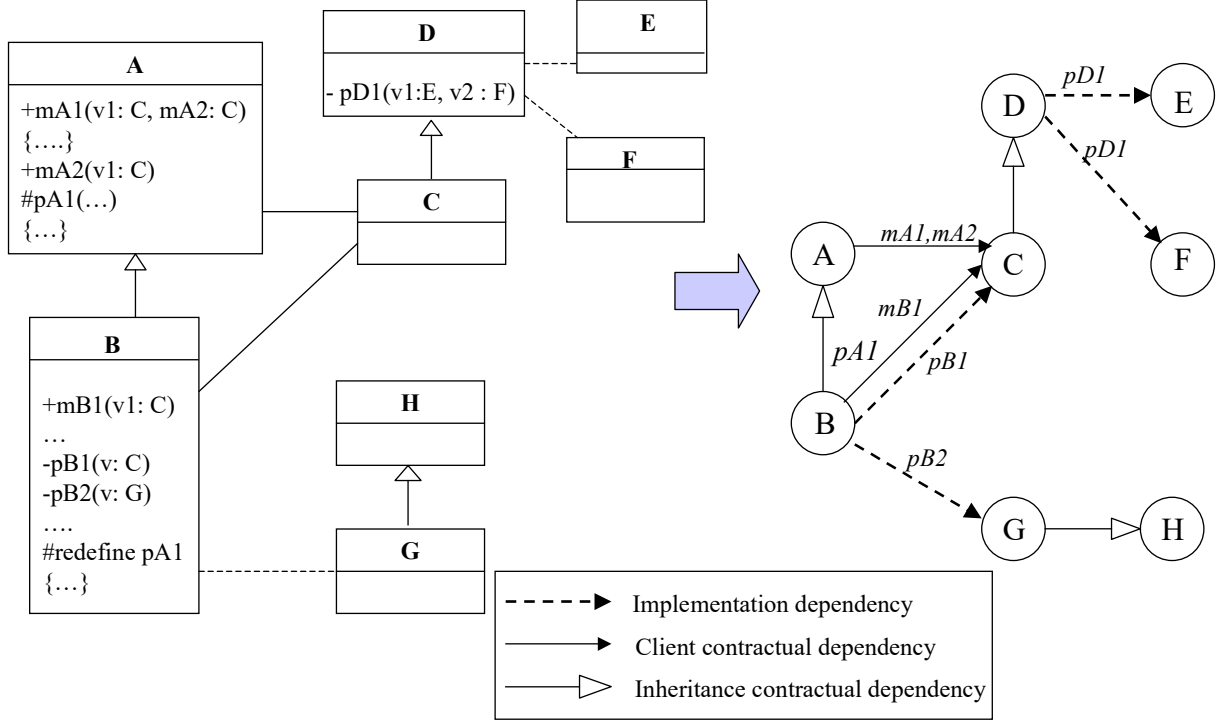 A
+mA1(v1: C, mA2: C)
{….}
+mA2(v1: C)
#pA1(…)
{…}
D
- pD1(v1:E, v2 : F)
E
F
C
B
+mB1(v1: C)
…
-pB1(v: C)
-pB2(v: G)
….
#redefine pA1
{…}
H
G
D
pD1
E
pD1
A
mA1,mA2
C
F
mB1
pA1
pB1
B
pB2
G
H
Implementation dependency
Client contractual dependency
Inheritance contractual dependency